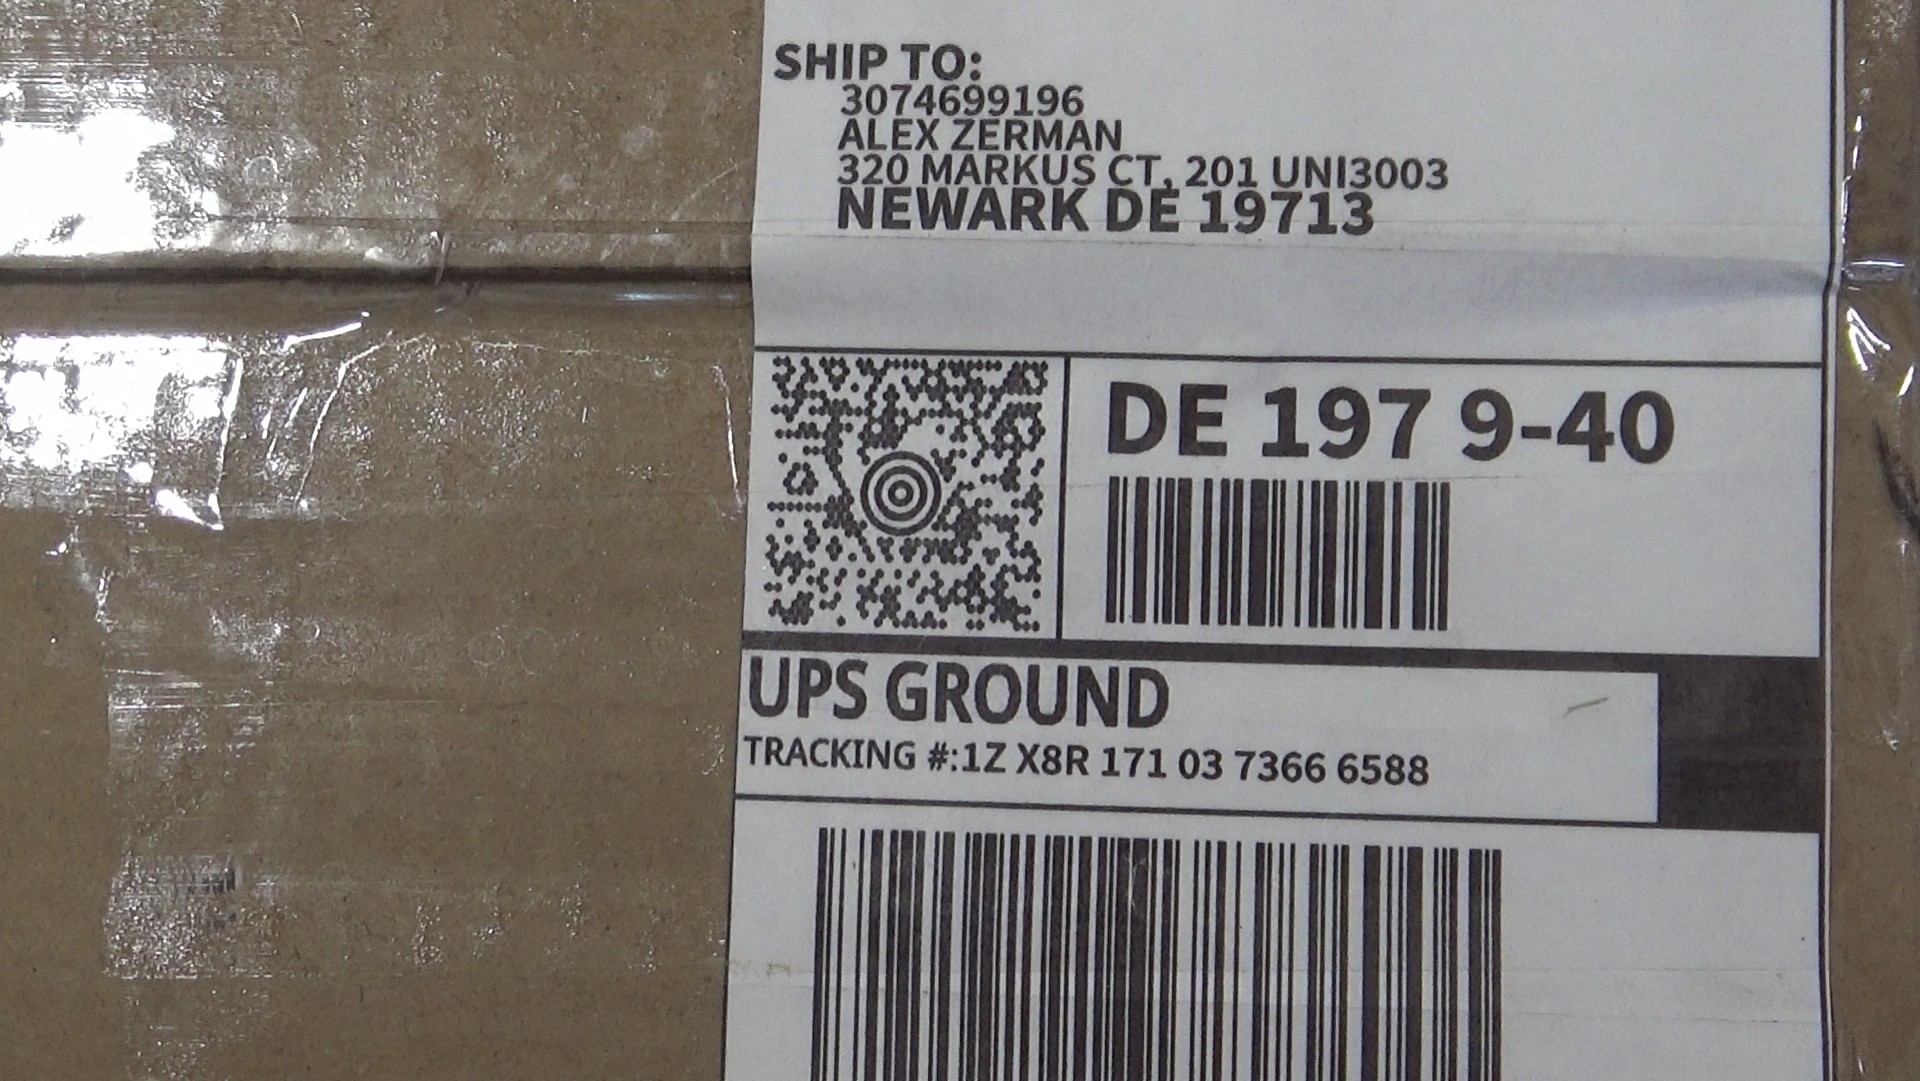 SHIP TO:
3074699196
ALEX ZERMAN
320 MARKUS CT, 201 UNI3003
NEWARK DE 19713
DE 197 9-40
UPS GROUND
TRACKING #:1Z X8R 171 03 7366 6588